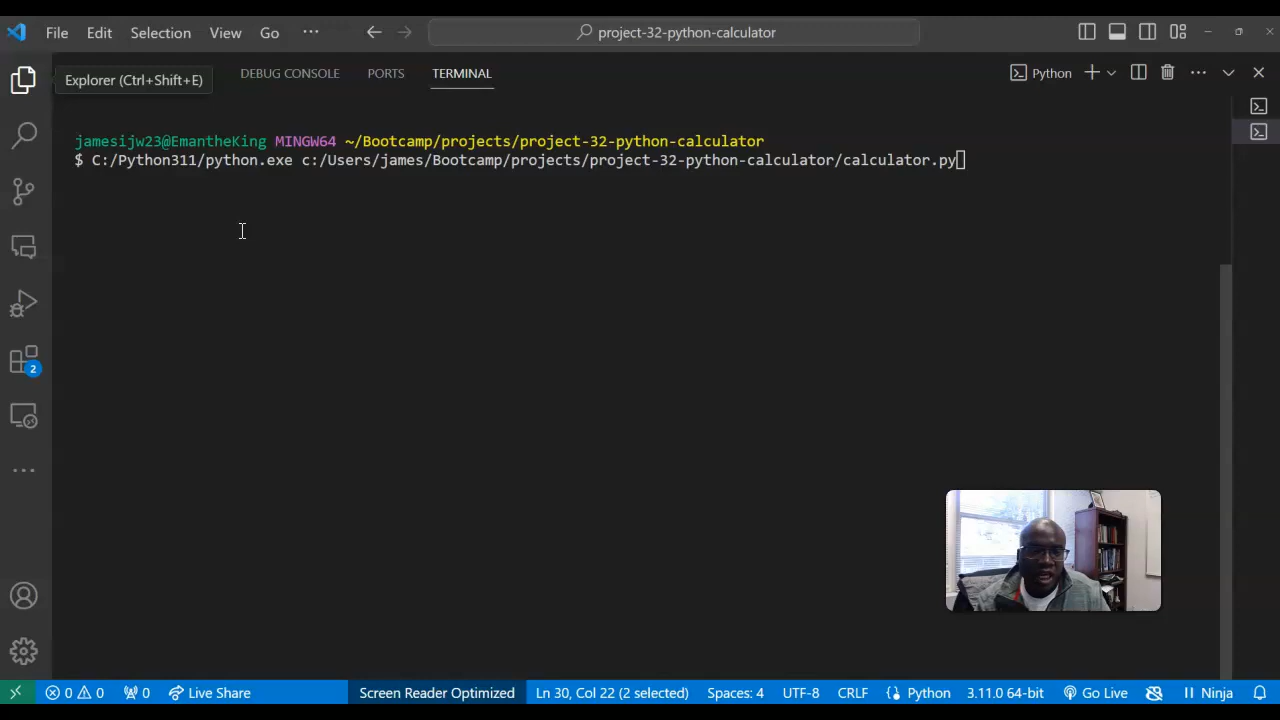 File Edit Selection View Go ··· project-32-python-calculator
Explorer (Ctrl+Shift+E) DEBUG CONSOLE PORTS TERMINAL Python
jamesijw23@EmantheKing MINGW64 ~/Bootcamp/projects/project-32-python-calculator
$ C:/Python311/python.exe c:/Users/james/Bootcamp/projects/project-32-python-calculator/calculator.py
2
0 0 0 Live Share Screen Reader Optimized Ln 30, Col 22 (2 selected) Spaces: 4 UTF-8 CRLF Python 3.11.0 64-bit Go Live Ninja